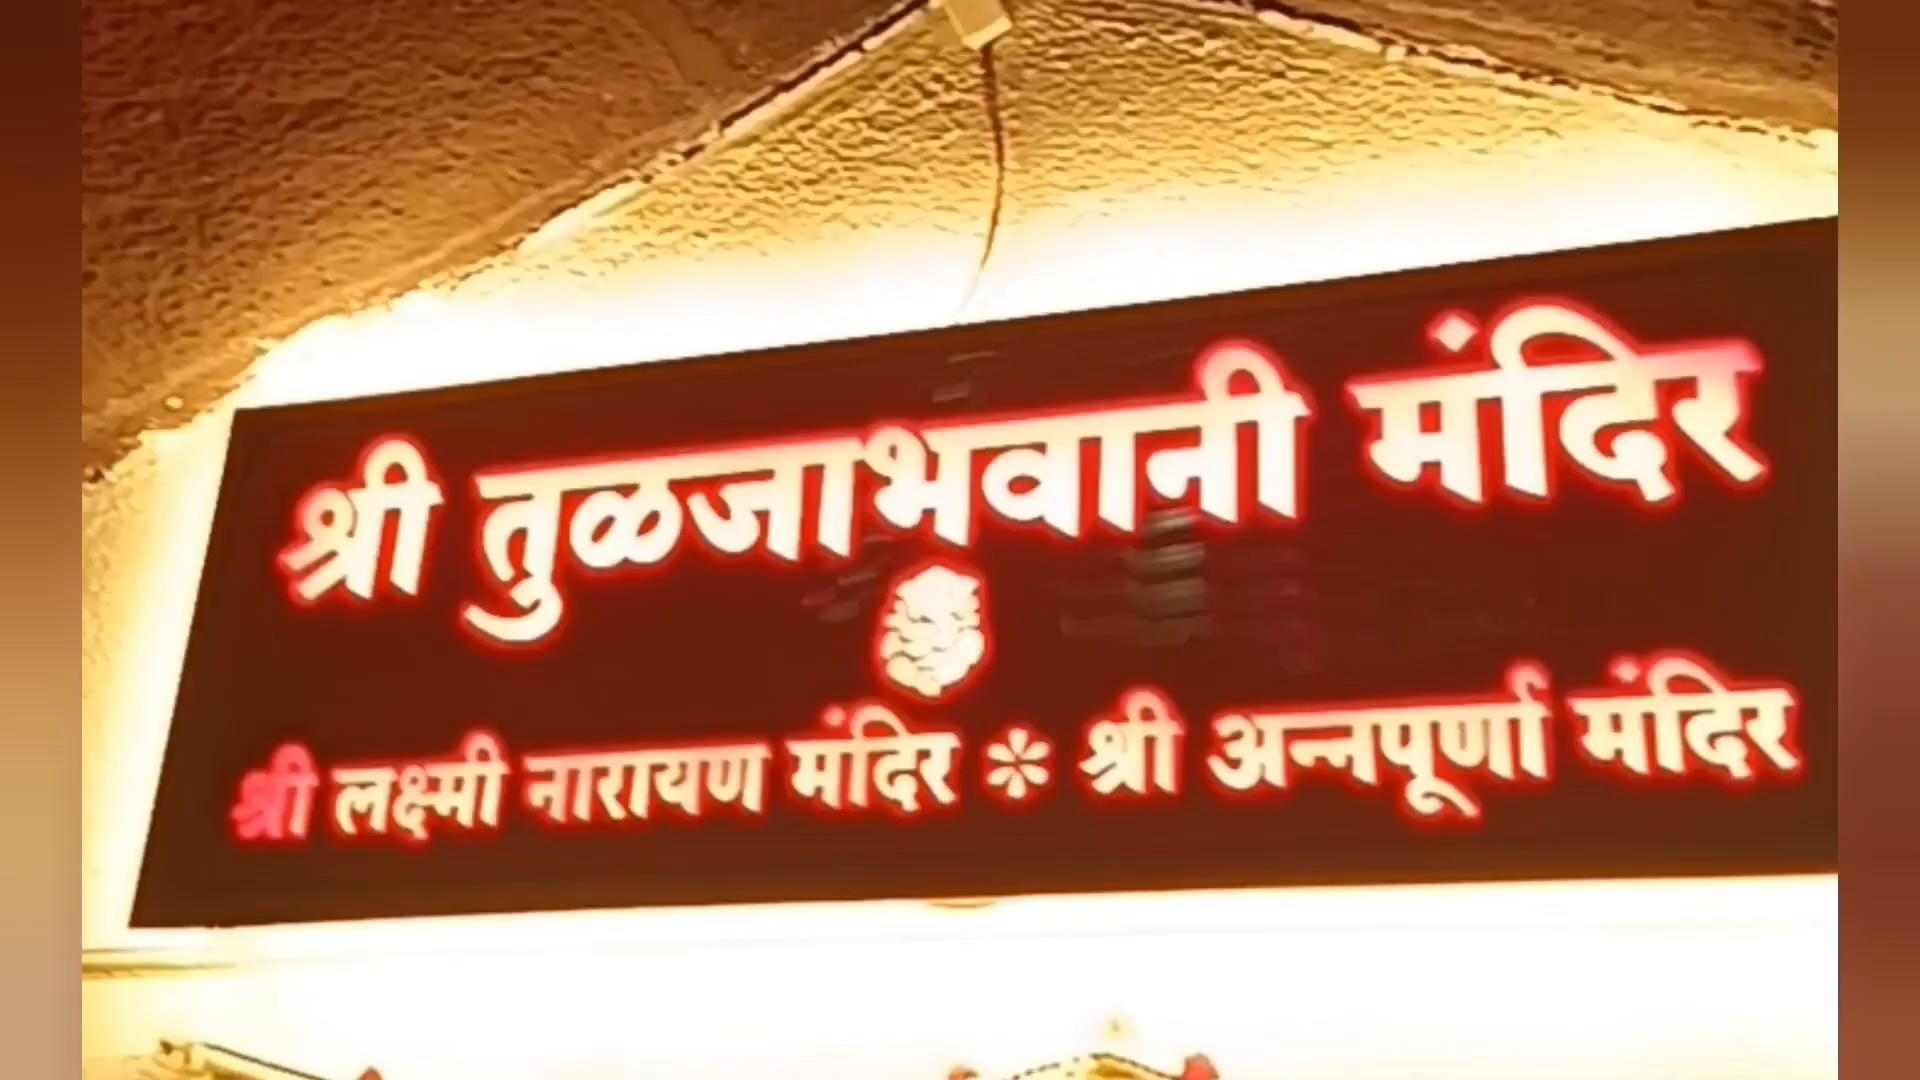 श्री तुळजाभवानी मंदिर
श्री लक्ष्मी नारायण मंदिर * श्री अन्नपूर्णा मंदिर